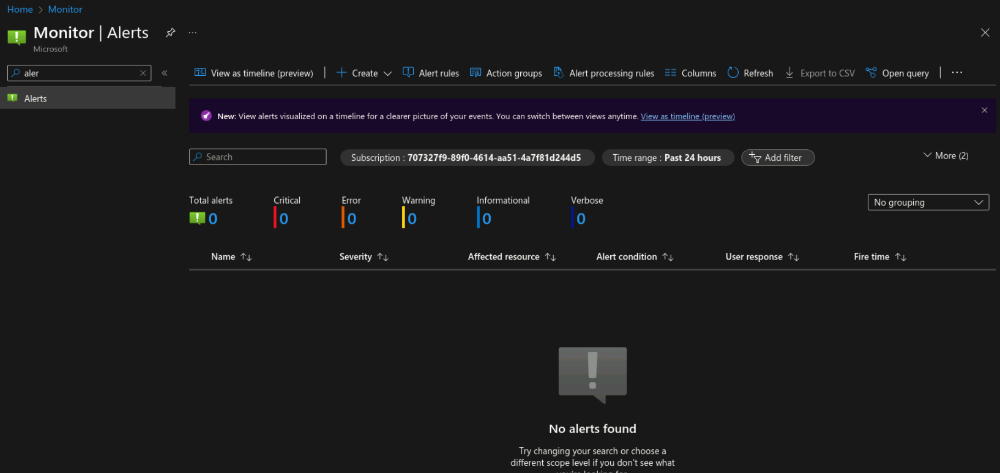 Home > Monitor
Monitor | Alerts ...
Microsoft
aler
Alerts
View as timeline (preview) | Create Alert rules Action groups Alert processing rules Columns Refresh Export to CSV Open query | ...
New: View alerts visualized on a timeline for a clearer picture of your events. You can switch between views anytime. View as timeline (preview)
Search Subscription : 707327f9-89f0-4614-aa51-4a7f81d244d5 Time range : Past 24 hours Add filter More (2)
Total alerts Critical Error Warning Informational Verbose
0 0 0 0 0 0
No grouping
Name Severity Affected resource Alert condition User response Fire time
No alerts found
Try changing your search or choose a
different scope level if you don't see what
you're looking for.